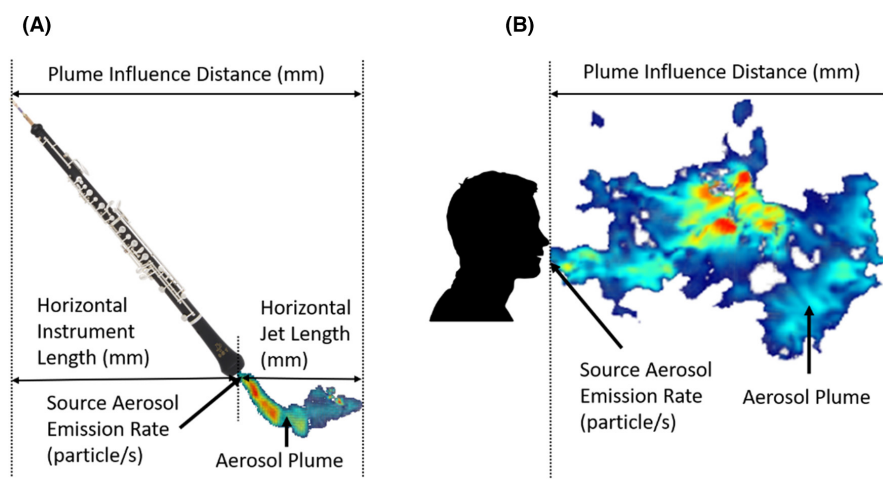 (A)
Plume Influence Distance (mm)
Horizontal
Instrument
Length (mm)
Horizontal
Jet Length
(mm)
Source Aerosol
Emission Rate
(particle/s)
Aerosol Plume
(B)
Plume Influence Distance (mm)
Source Aerosol
Emission Rate
(particle/s)
Aerosol Plume